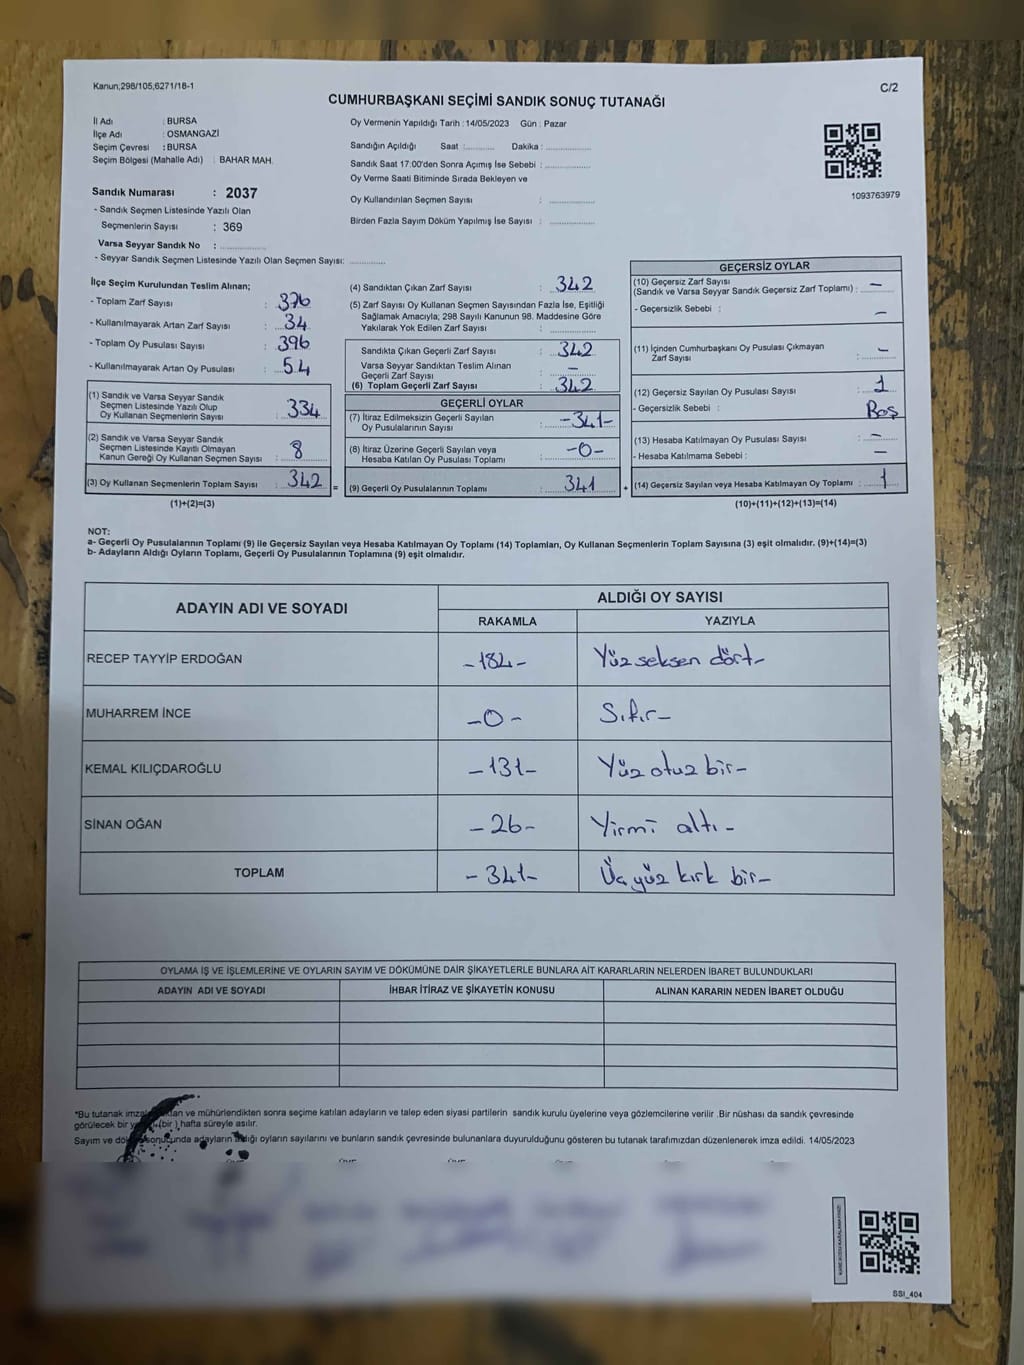 Kanun;298/105,6271/18-1
C/2
CUMHURBAŞKANI SEÇİMİ SANDIK SONUÇ TUTANAĞI
İl Adı : BURSA
İlçe Adı : OSMANGAZİ
Seçim Çevresi : BURSA
Seçim Bölgesi (Mahalle Adı) : BAHAR MAH.
Sandık Numarası : 2037
- Sandık Seçmen Listesinde Yazılı Olan
Seçmenlerin Sayısı : 369
Varsa Seyyar Sandık No : ..............
- Seyyar Sandık Seçmen Listesinde Yazılı Olan Seçmen Sayısı: ............
Oy Vermenin Yapıldığı Tarih : 14/05/2023 Gün : Pazar
Sandığın Açıldığı Saat :........... Dakika : ...............
Sandık Saat 17:00'den Sonra Açımış İse Sebebi : ...............
Oy Verme Saati Bitiminde Sırada Bekleyen ve
Oy Kullandırılan Seçmen Sayısı : ...............
Birden Fazla Sayım Döküm Yapılmış İse Sayısı : ...............
1093763979
İlçe Seçim Kurulundan Teslim Alınan;
- Toplam Zarf Sayısı : 376
- Kullanılmayarak Artan Zarf Sayısı : 34
- Toplam Oy Pusulası Sayısı : 396
- Kullanılmayarak Artan Oy Pusulası : 54
(1) Sandık ve Varsa Seyyar Sandık
Seçmen Listesinde Yazılı Olup
Oy Kullanan Seçmenlerin Sayısı : 334
(2) Sandık ve Varsa Seyyar Sandık
Seçmen Listesinde Kayıtlı Olmayan
Kanun Gereği Oy Kullanan Seçmen Sayısı : 8
(3) Oy Kullanan Seçmenlerin Toplam Sayısı : 342
(1)+(2)=(3)
(4) Sandıktan Çıkan Zarf Sayısı : 342
(5) Zarf Sayısı Oy Kullanan Seçmen Sayısından Fazla İse, Eşitliği
Sağlamak Amacıyla; 298 Sayılı Kanunun 98. Maddesine Göre
Yakılarak Yok Edilen Zarf Sayısı : ............
Sandıkta Çıkan Geçerli Zarf Sayısı : 342
Varsa Seyyar Sandıktan Teslim Alınan
Geçerli Zarf Sayısı : -
(6) Toplam Geçerli Zarf Sayısı : 342
GEÇERLİ OYLAR
(7) İtiraz Edilmeksizin Geçerli Sayılan
Oy Pusulalarının Sayısı : -341-
(8) İtiraz Üzerine Geçerli Sayılan veya
Hesaba Katılan Oy Pusulası Toplamı : -0-
= (9) Geçerli Oy Pusulalarının Toplamı : 341 +
GEÇERSİZ OYLAR
(10) Geçersiz Zarf Sayısı
(Sandık ve Varsa Seyyar Sandık Geçersiz Zarf Toplamı) : -
- Geçersizlik Sebebi : -
(11) İçinden Cumhurbaşkanı Oy Pusulası Çıkmayan
Zarf Sayısı : -
(12) Geçersiz Sayılan Oy Pusulası Sayısı : 1
- Geçersizlik Sebebi : Boş
(13) Hesaba Katılmayan Oy Pusulası Sayısı : -
- Hesaba Katılmama Sebebi : -
(14) Geçersiz Sayılan veya Hesaba Katılmayan Oy Toplamı : 1
(10)+(11)+(12)+(13)=(14)
NOT:
a- Geçerli Oy Pusulalarının Toplamı (9) ile Geçersiz Sayılan veya Hesaba Katılmayan Oy Toplamı (14) Toplamları, Oy Kullanan Seçmenlerin Toplam Sayısına (3) eşit olmalıdır. (9)+(14)=(3)
b- Adayların Aldığı Oyların Toplamı, Geçerli Oy Pusulalarının Toplamına (9) eşit olmalıdır.
ADAYIN ADI VE SOYADI
ALDIĞI OY SAYISI
RAKAMLA YAZIYLA
RECEP TAYYİP ERDOĞAN -184- Yüz seksen dört-
MUHARREM İNCE -0- Sıfır-
KEMAL KILIÇDAROĞLU -131- Yüz otuz bir-
SİNAN OĞAN -26- Yirmi altı-
TOPLAM -341- Üç yüz kırk bir-
OYLAMA İŞ VE İŞLEMLERİNE VE OYLARIN SAYIM VE DÖKÜMÜNE DAİR ŞİKAYETLERLE BUNLARA AİT KARARLARIN NELERDEN İBARET BULUNDUKLARI
ADAYIN ADI VE SOYADI İHBAR İTİRAZ VE ŞİKAYETİN KONUSU ALINAN KARARIN NEDEN İBARET OLDUĞU
*Bu tutanak ve mühürlendikten sonra seçime katılan adayların ve talep eden siyasi partilerin sandık kurulu üyelerine veya gözlemcilerine verilir .Bir nüshası da sandık çevresinde
görülecek bir (bir ) hafta süreyle asılır.
Sayım ve adayların aldığı oyların sayılarını ve bunların sandık çevresinde bulunanlara duyurulduğunu gösteren bu tutanak tarafımızdan düzenlenerek imza edildi. 14/05/2023
SSI_404